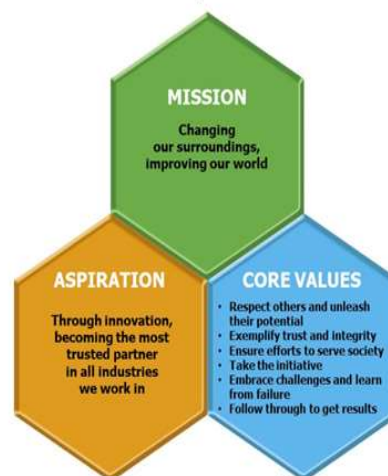 MISSION
Changing
our surroundings,
improving our world
ASPIRATION
Through innovation,
becoming the most
trusted partner
in all industries
we work in
CORE VALUES
· Respect others and unleash
their potential
· Exemplify trust and integrity
· Ensure efforts to serve society
· Take the initiative
· Embrace challenges and learn
from failure
· Follow through to get results